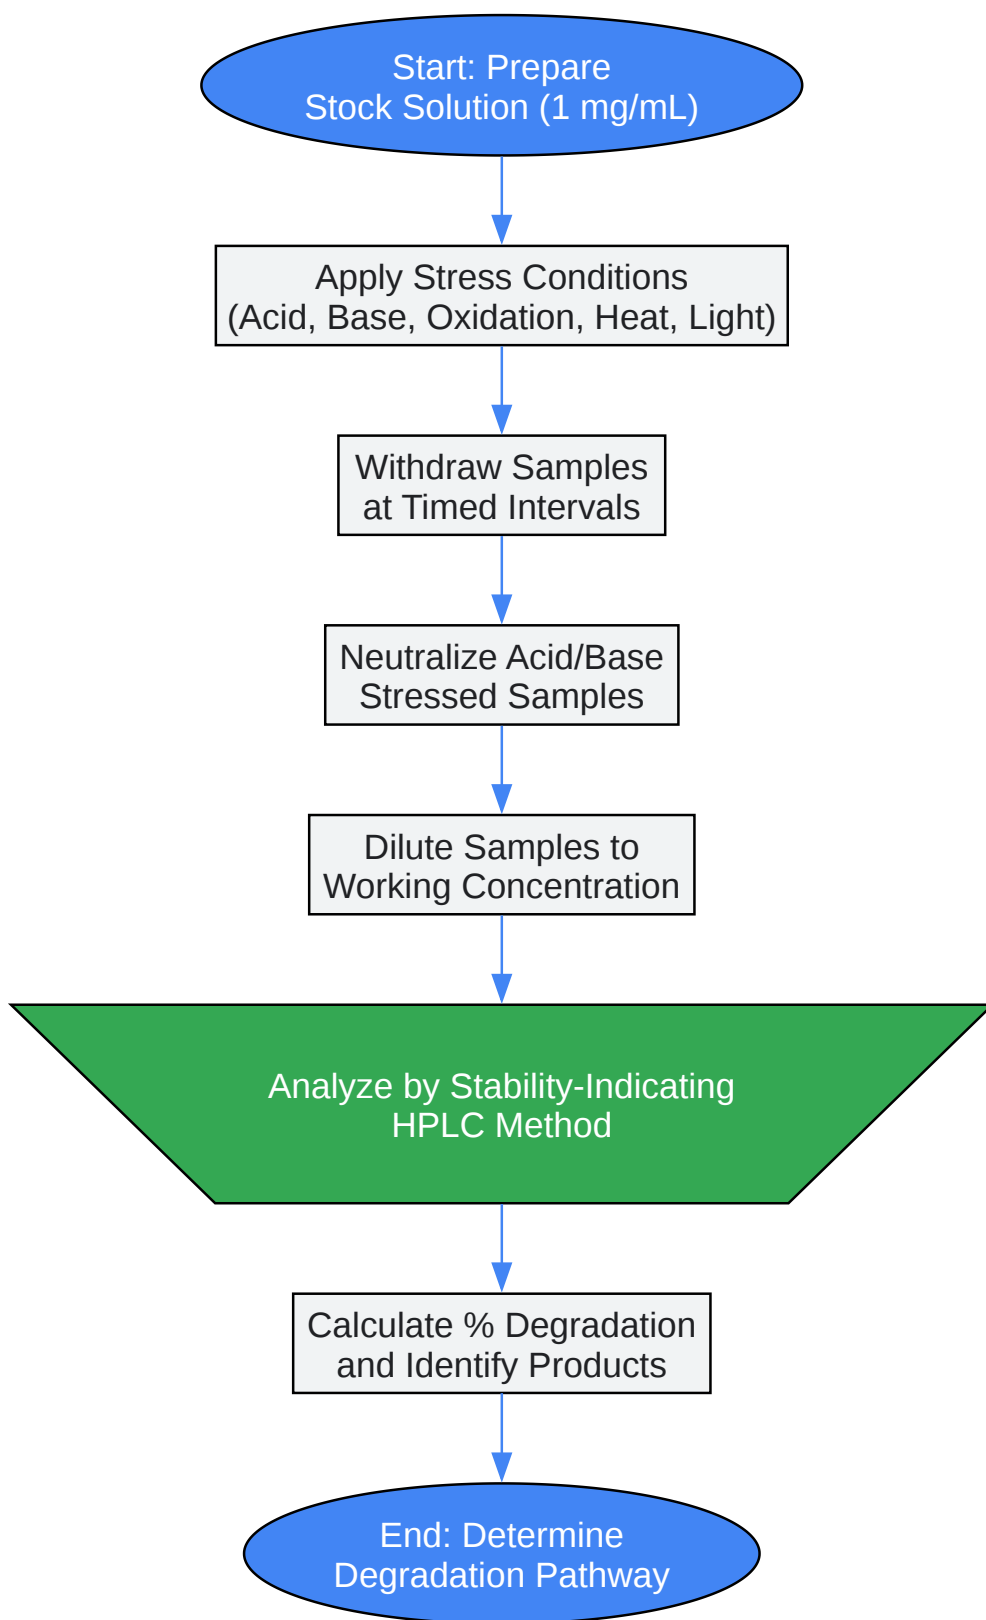 Start: Prepare
Stock Solution (1 mg/mL)
Apply Stress Conditions
(Acid, Base, Oxidation, Heat, Light)
Withdraw Samples
at Timed Intervals
Neutralize Acid/Base
Stressed Samples
Dilute Samples to
Working Concentration
Analyze by Stability-Indicating
HPLC Method
Calculate % Degradation
and Identify Products
End: Determine
Degradation Pathway